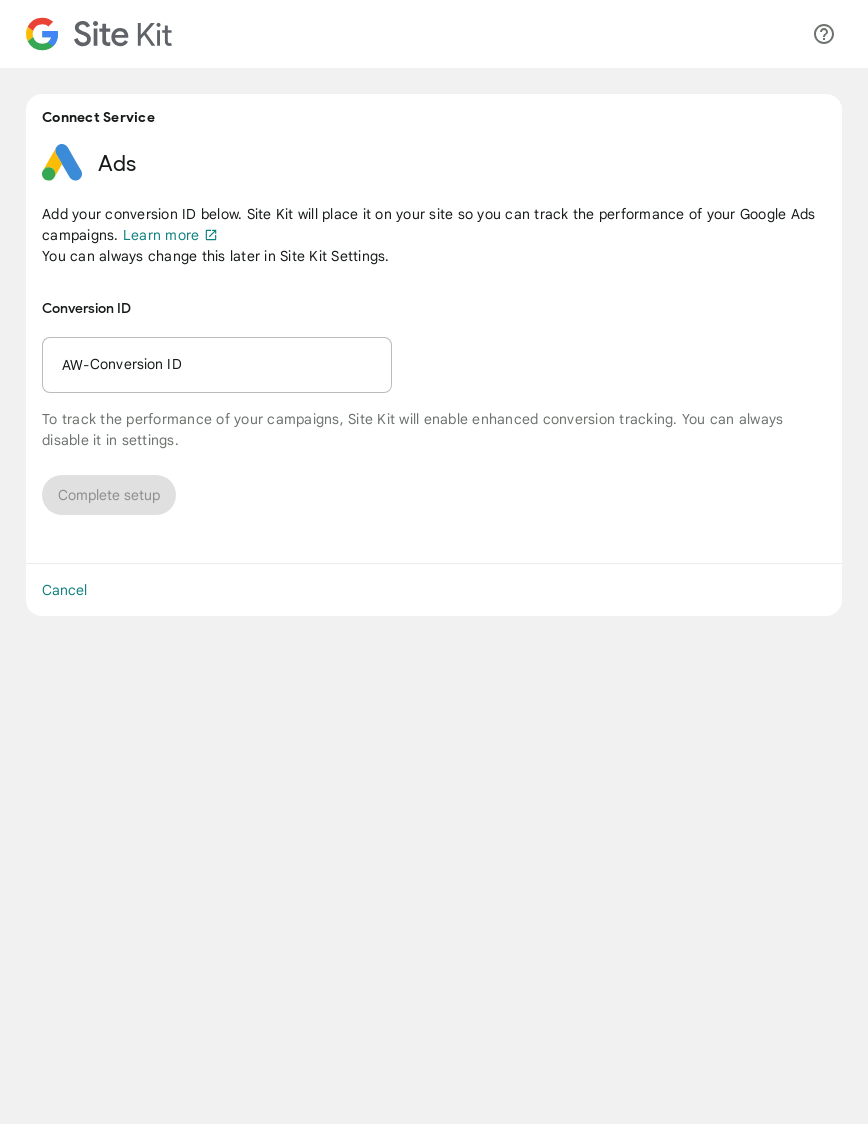 Site Kit
Connect Service
Ads
Add your conversion ID below. Site Kit will place it on your site so you can track the performance of your Google Ads
campaigns. Learn more
You can always change this later in Site Kit Settings.
Conversion ID
AW-Conversion ID
To track the performance of your campaigns, Site Kit will enable enhanced conversion tracking. You can always
disable it in settings.
Complete setup
Cancel